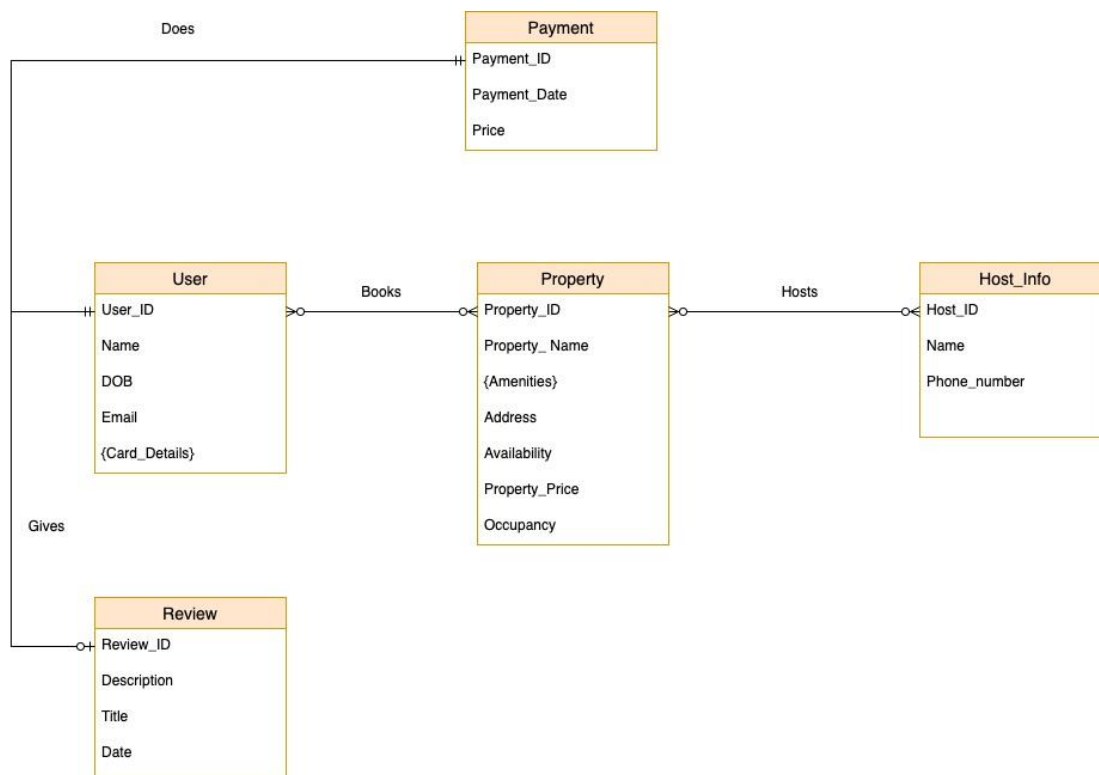 Does
Payment
Payment_ID
Payment_Date
Price
User
User_ID
Name
DOB
Email
{Card_Details}
Books
Property
Property_ID
Property_ Name
{Amenities}
Address
Availability
Property_Price
Occupancy
Hosts
Host_Info
Host_ID
Name
Phone_number
Gives
Review
Review_ID
Description
Title
Date